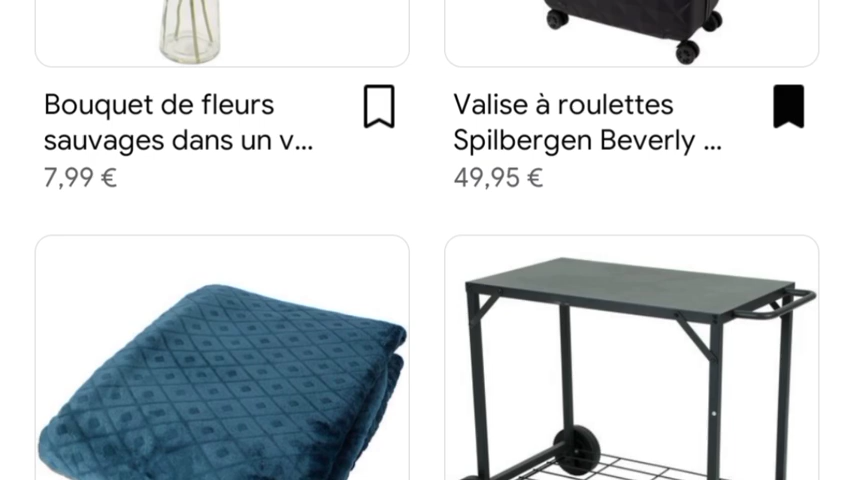 Bouquet de fleurs
sauvages dans un v...
7,99 €
Valise à roulettes
Spilbergen Beverly ...
49,95 €